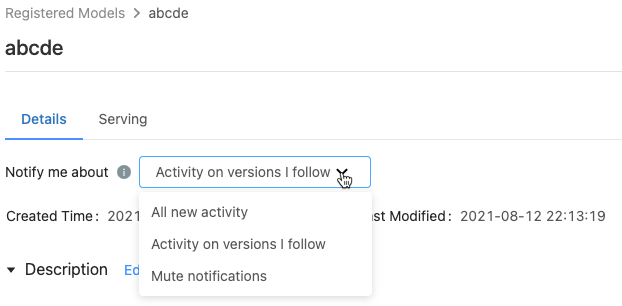 Registered Models > abcde
abcde
Details Serving
Notify me about i Activity on versions I follow
All new activity
Created Time: 2021 st Modified: 2021-08-12 22:13:19
Activity on versions I follow
Description Ed
Mute notifications